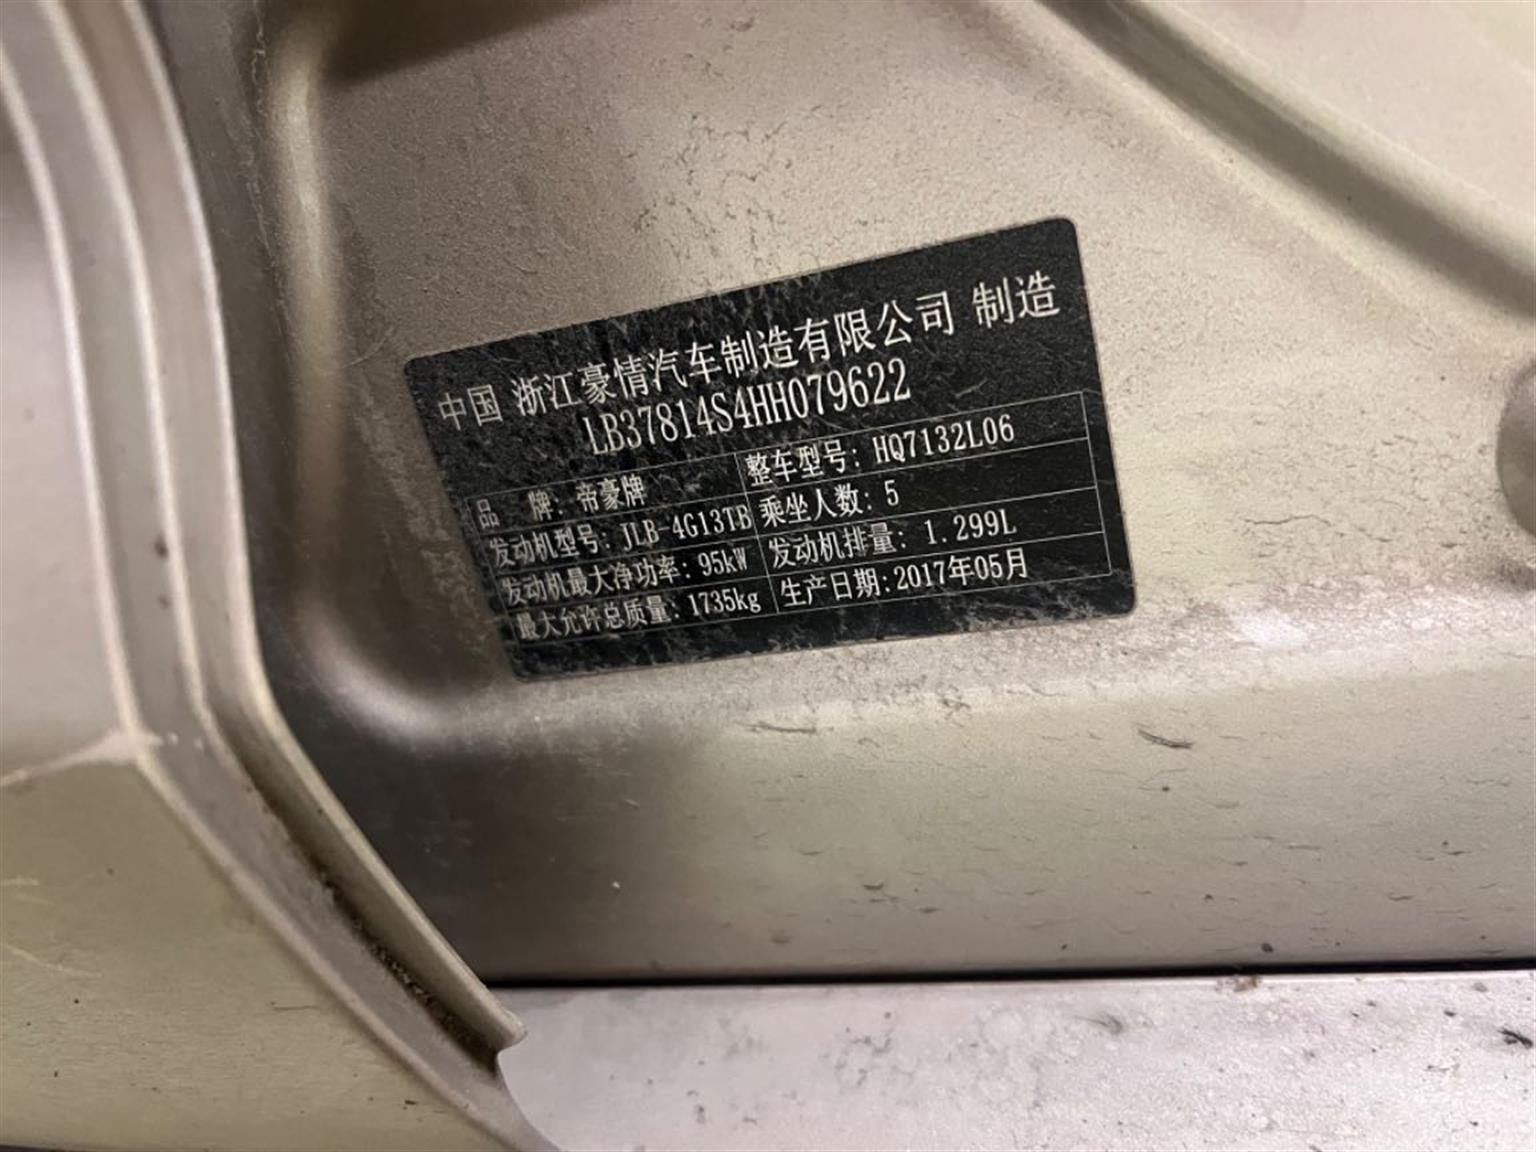 中国 浙江豪情汽车制造有限公司 制造
LB37814S4HH079622
品 牌: 帝豪牌 整车型号: HQ7132L06
发动机型号: JLB-4G13TB 乘坐人数: 5
发动机最大净功率: 95kW 发动机排量: 1.299L
最大允许总质量: 1735kg 生产日期: 2017年05月